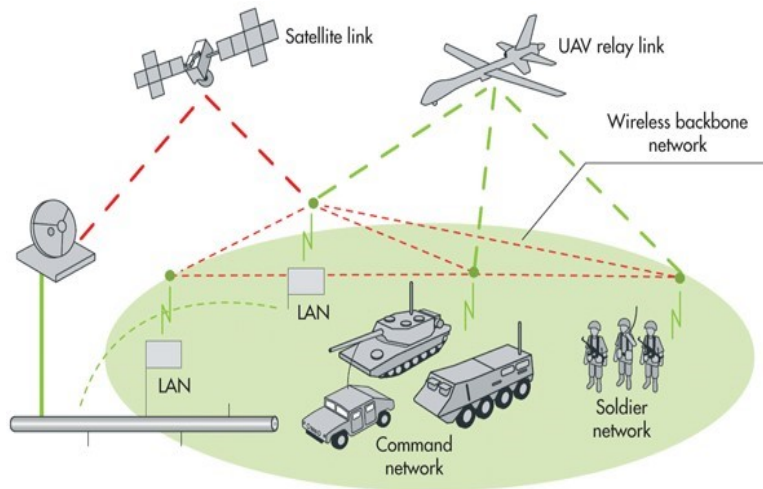 Satellite link
UAV relay link
Wireless backbone
network
LAN
LAN
Command
network
Soldier
network